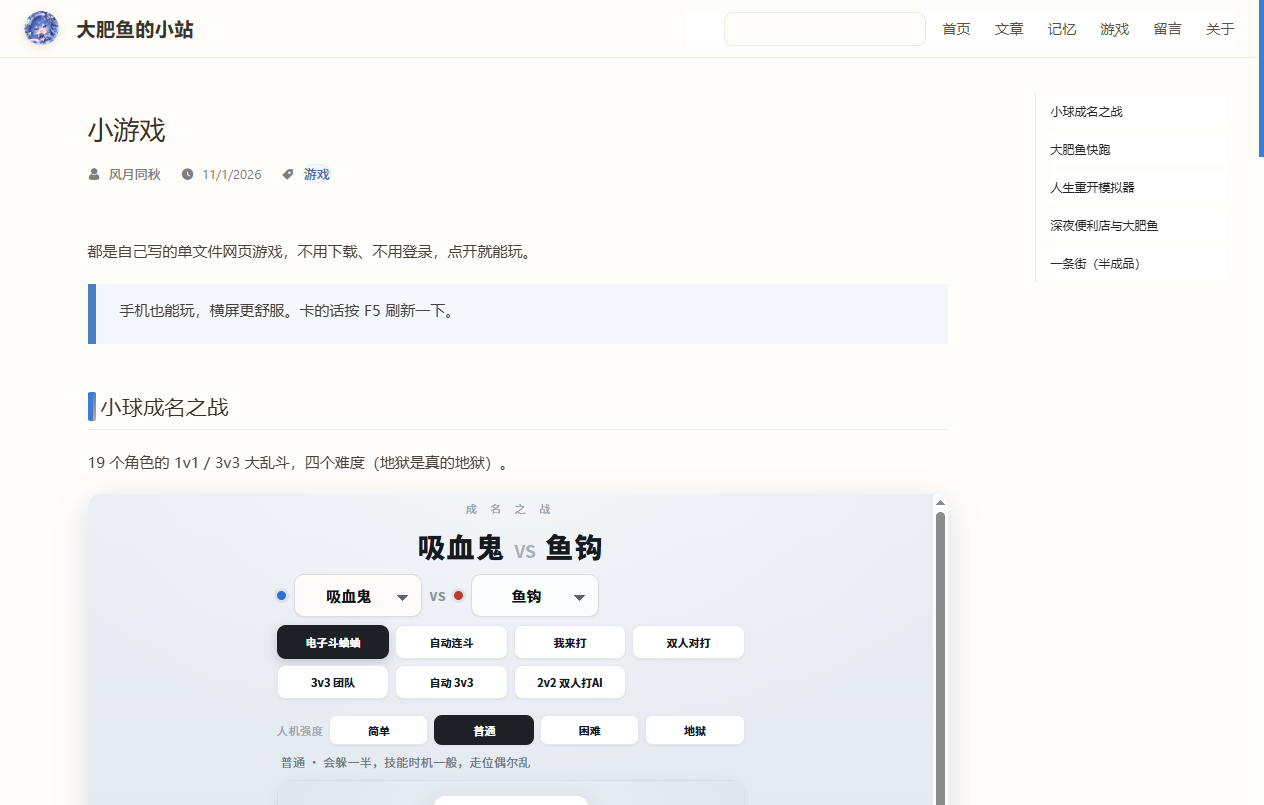 大肥鱼的小站
首页 文章 记忆 游戏 留言 关于
小游戏
风月同秋 11/1/2026 游戏
都是自己写的单文件网页游戏，不用下载、不用登录，点开就能玩。
手机也能玩，横屏更舒服。卡的话按 F5 刷新一下。
小球成名之战
19 个角色的 1v1 / 3v3 大乱斗，四个难度（地狱是真的地狱）。
成名之战
吸血鬼 VS 鱼钩
吸血鬼 VS 鱼钩
电子斗蛐蛐 自动连斗 我来打 双人对打
3v3 团队 自动 3v3 2v2 双人打AI
人机强度 简单 普通 困难 地狱
普通 · 会躲一半，技能时机一般，走位偶尔乱
小球成名之战
大肥鱼快跑
人生重开模拟器
深夜便利店与大肥鱼
一条街（半成品）